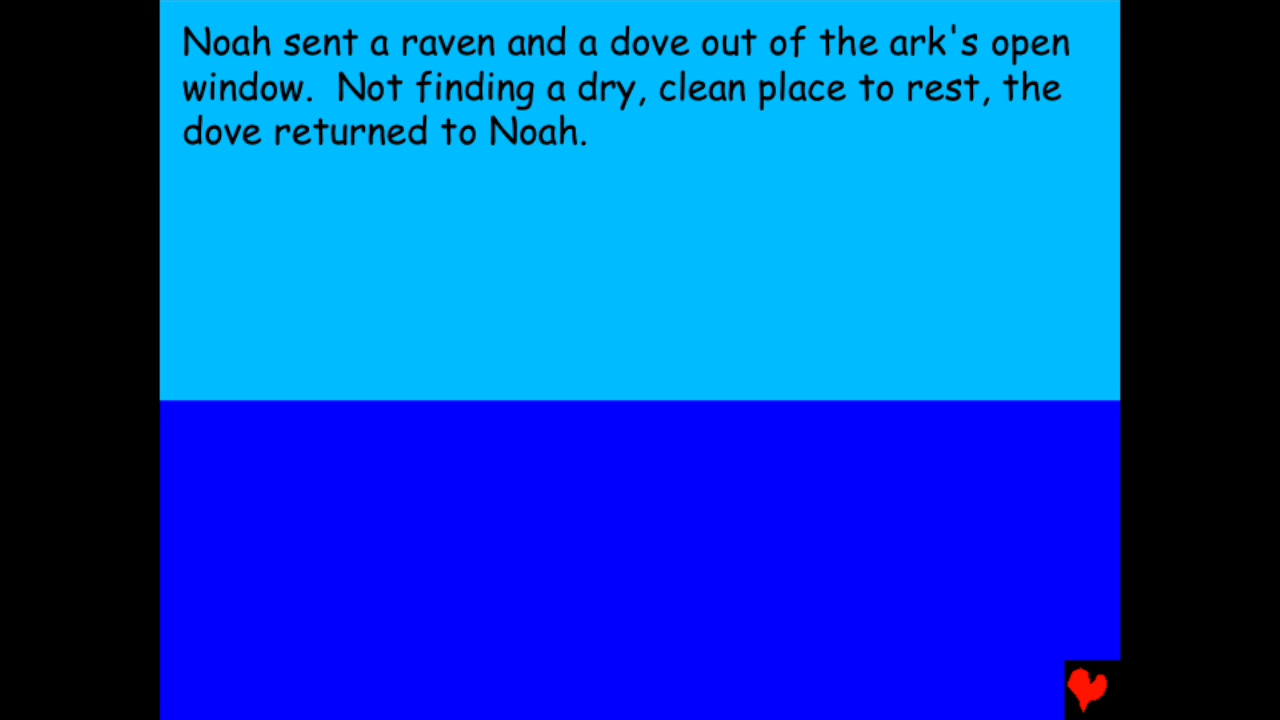 Noah sent a raven and a dove out of the ark's open
window.  Not finding a dry, clean place to rest, the
dove returned to Noah.